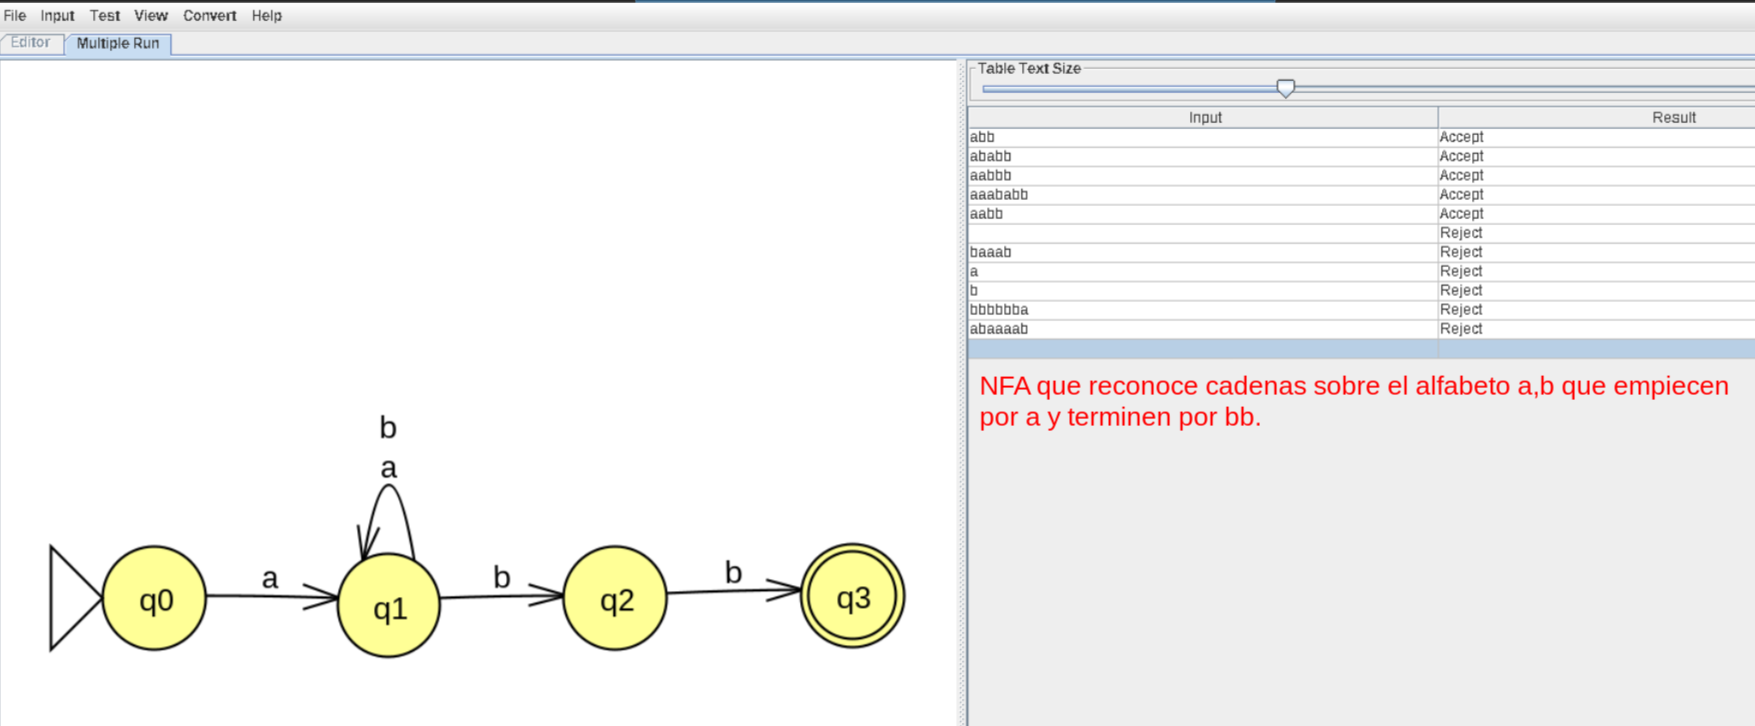 File Input Test View Convert Help
Editor Multiple Run
Table Text Size
Input Result
abb Accept
ababb Accept
aabbb Accept
aaababb Accept
aabb Accept
Reject
baaab Reject
a Reject
b Reject
bbbbbba Reject
abaaaab Reject
NFA que reconoce cadenas sobre el alfabeto a,b que empiecen
por a y terminen por bb.
b
a
a b b
q0 q1 q2 q3